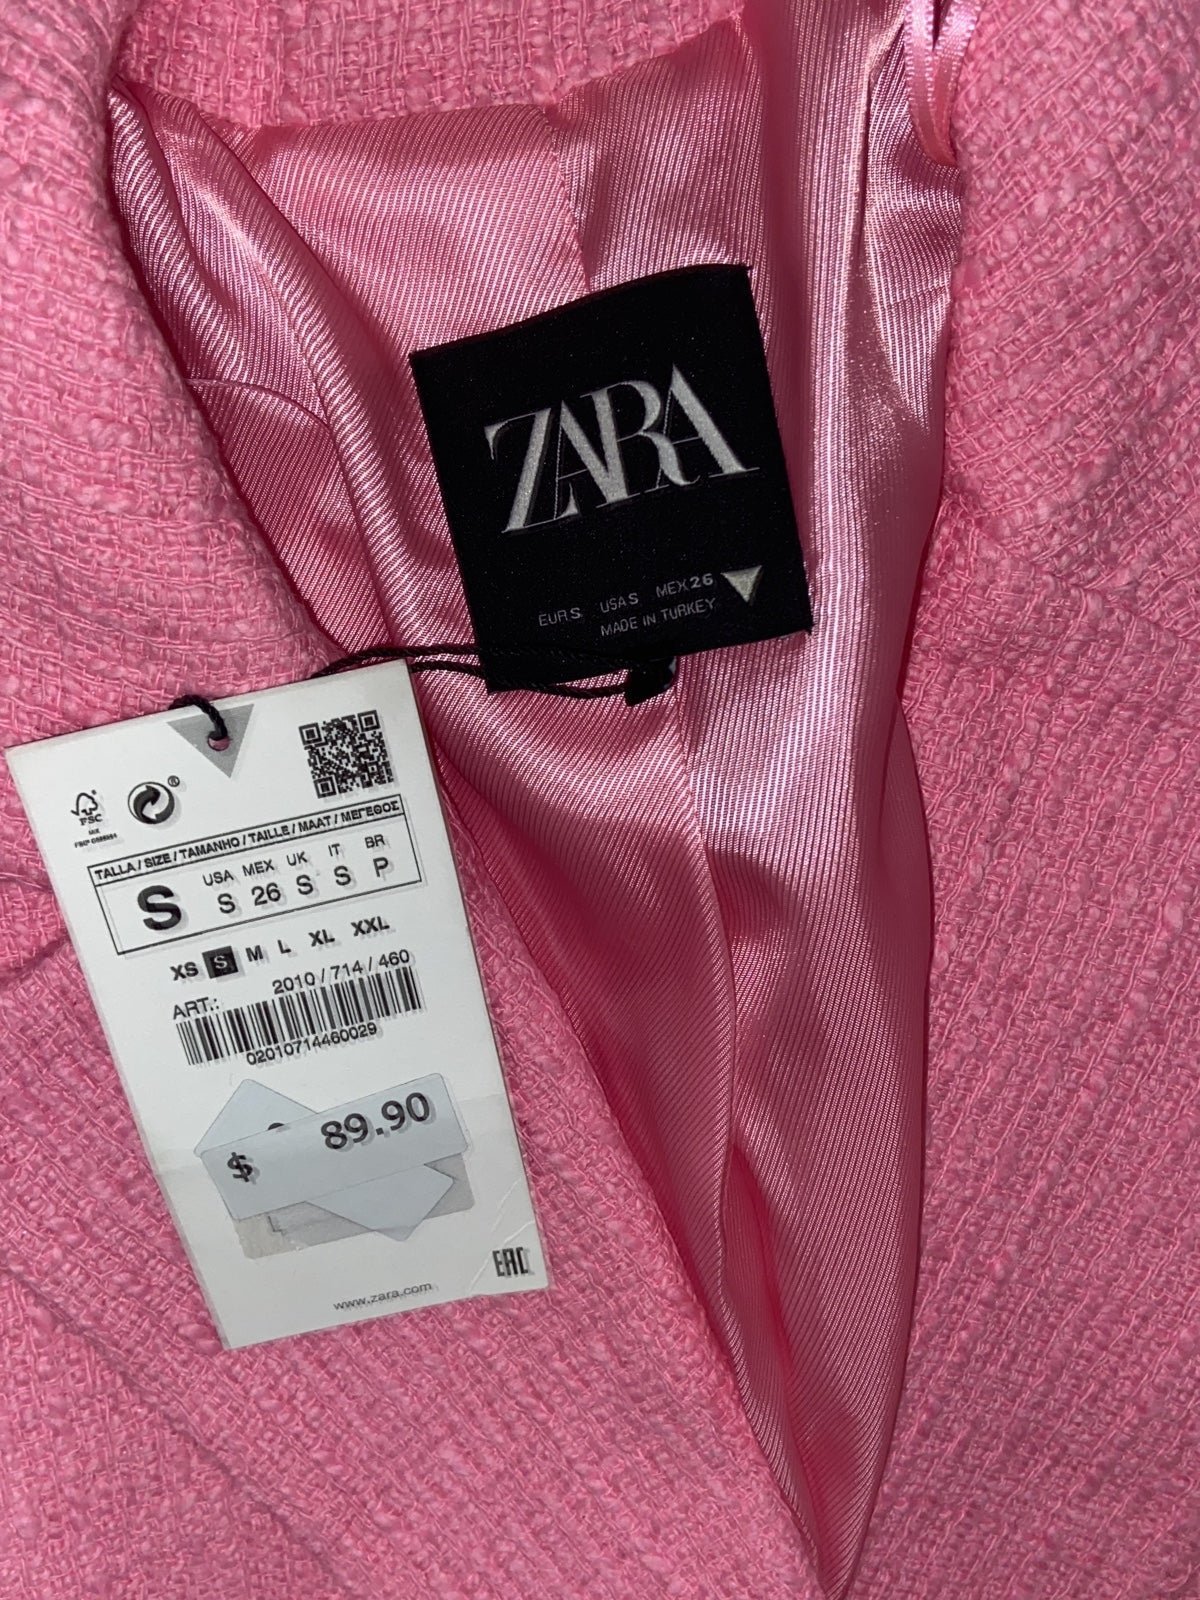 ZARA
EUR S USA S MEX 26
MADE IN TURKEY
FSC
MIX
®
TALLA / SIZE / TAMANHO / TAILLE / MAAT / ΜΕΓΕΘΟΣ
S
USA MEX UK IT BR
S 26 S S P
XS S M L XL XXL
ART.: 2010 / 714 / 460
02010714460029
$ 89.90
EAC
www.zara.com